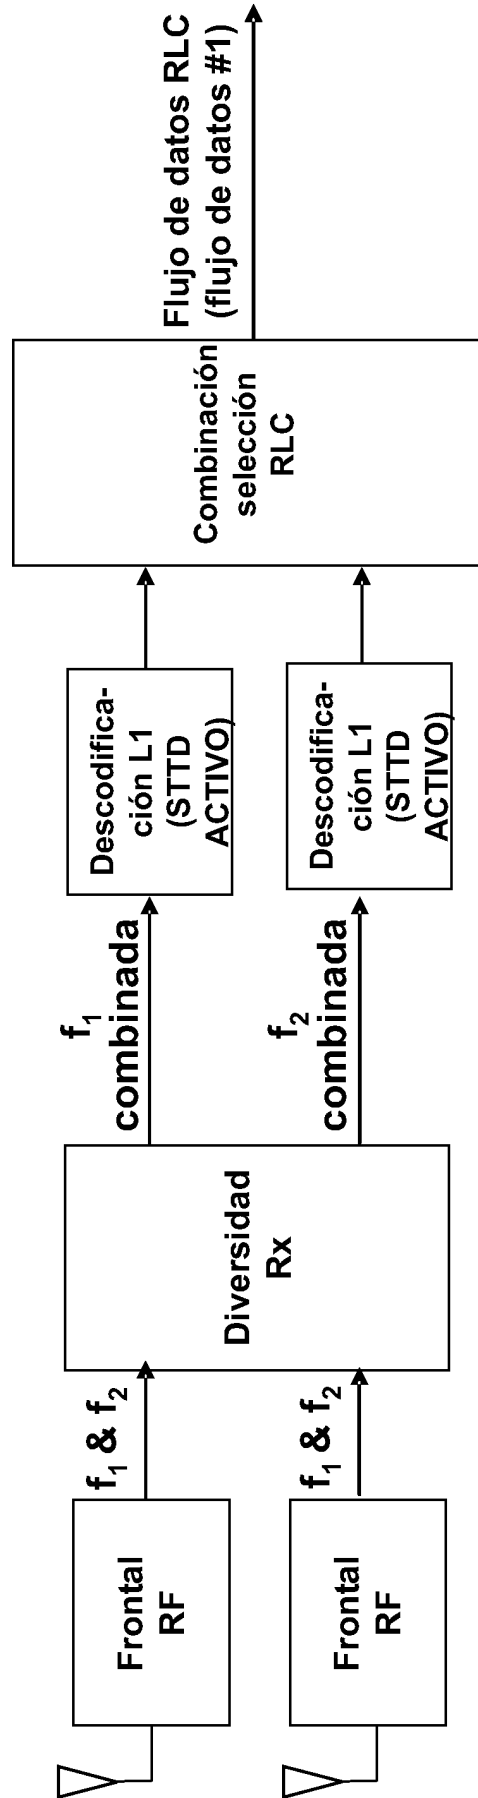 Frontal
RF
Frontal
RF
f₁ & f₂
f₁ & f₂
Diversidad
Rx
f₁
combinada
f₂
combinada
Descodifica-
ción L1
(STTD
ACTIVO)
Descodifica-
ción L1
(STTD
ACTIVO)
Combinación
selección
RLC
Flujo de datos RLC
(flujo de datos #1)